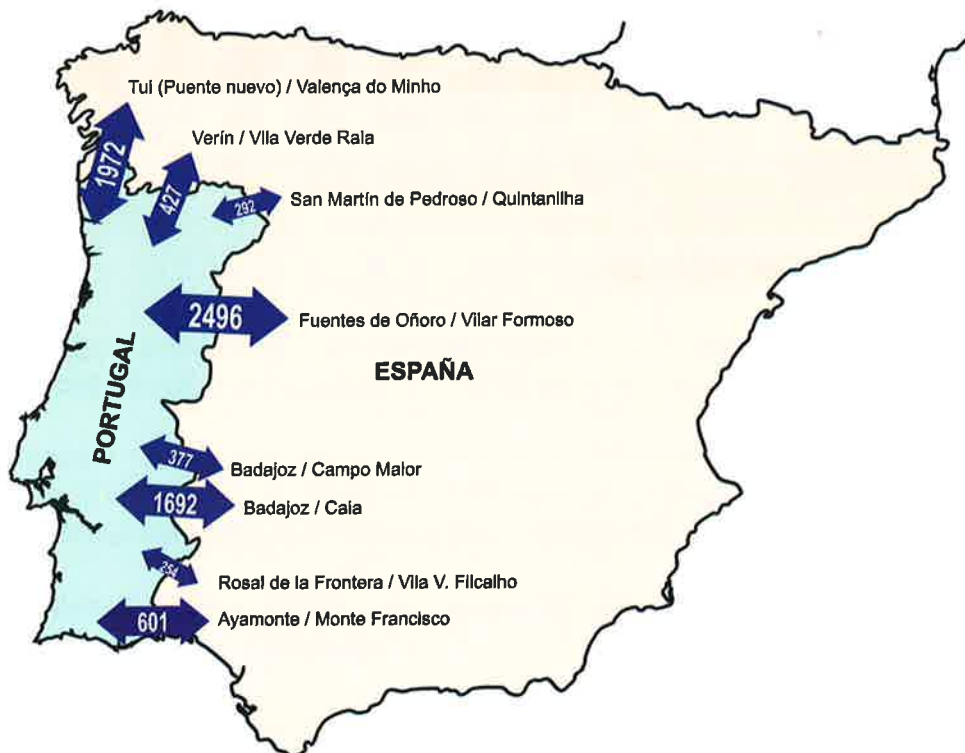 Tui (Puente nuevo) / Valença do Minho
1972
Verín / Vila Verde Raia
427
San Martín de Pedroso / Quintanilha
292
2496
Fuentes de Oñoro / Vilar Formoso
ESPAÑA
PORTUGAL
377
Badajoz / Campo Maior
1692
Badajoz / Caia
254
Rosal de la Frontera / Vila V. Filcalho
601
Ayamonte / Monte Francisco